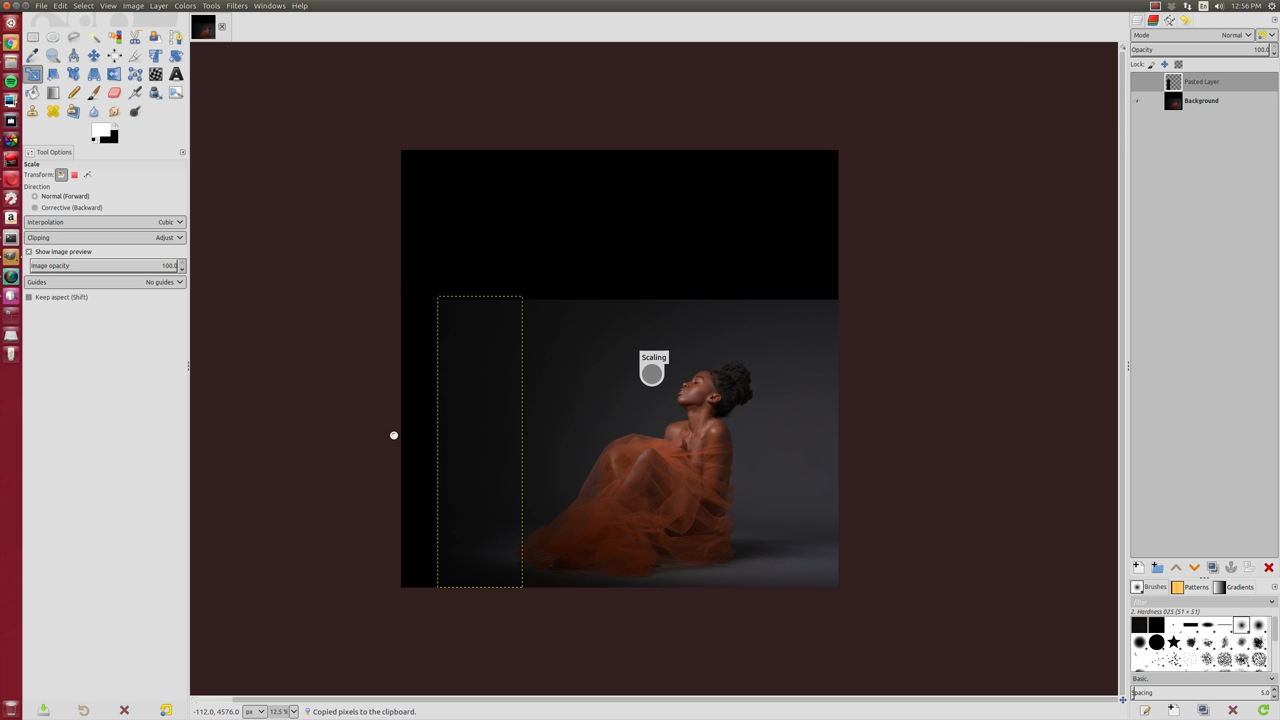 File Edit Select View Image Layer Colors Tools Filters Windows Help
En 12:56 PM
Mode Normal
Opacity 100.0
Lock:
Pasted Layer
Background
Tool Options
Scale
Transform:
Direction
Normal (Forward)
Corrective (Backward)
Interpolation Cubic
Clipping Adjust
Show image preview
Image opacity 100.0
Guides No guides
Keep aspect (Shift)
Scaling
Brushes Patterns Gradients
2. Hardness 025 (51 × 51)
Basic,
Spacing 5.0
-112.0, 4576.0 px 12.5 % Copied pixels to the clipboard.